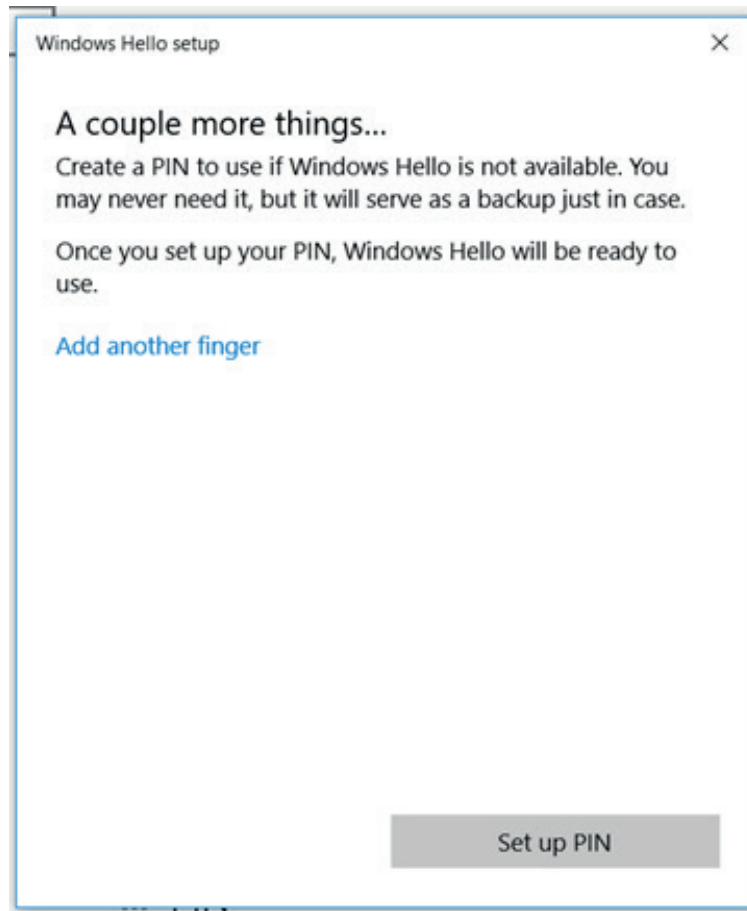 Windows Hello setup
A couple more things...
Create a PIN to use if Windows Hello is not available. You
may never need it, but it will serve as a backup just in case.
Once you set up your PIN, Windows Hello will be ready to
use.
Add another finger
Set up PIN